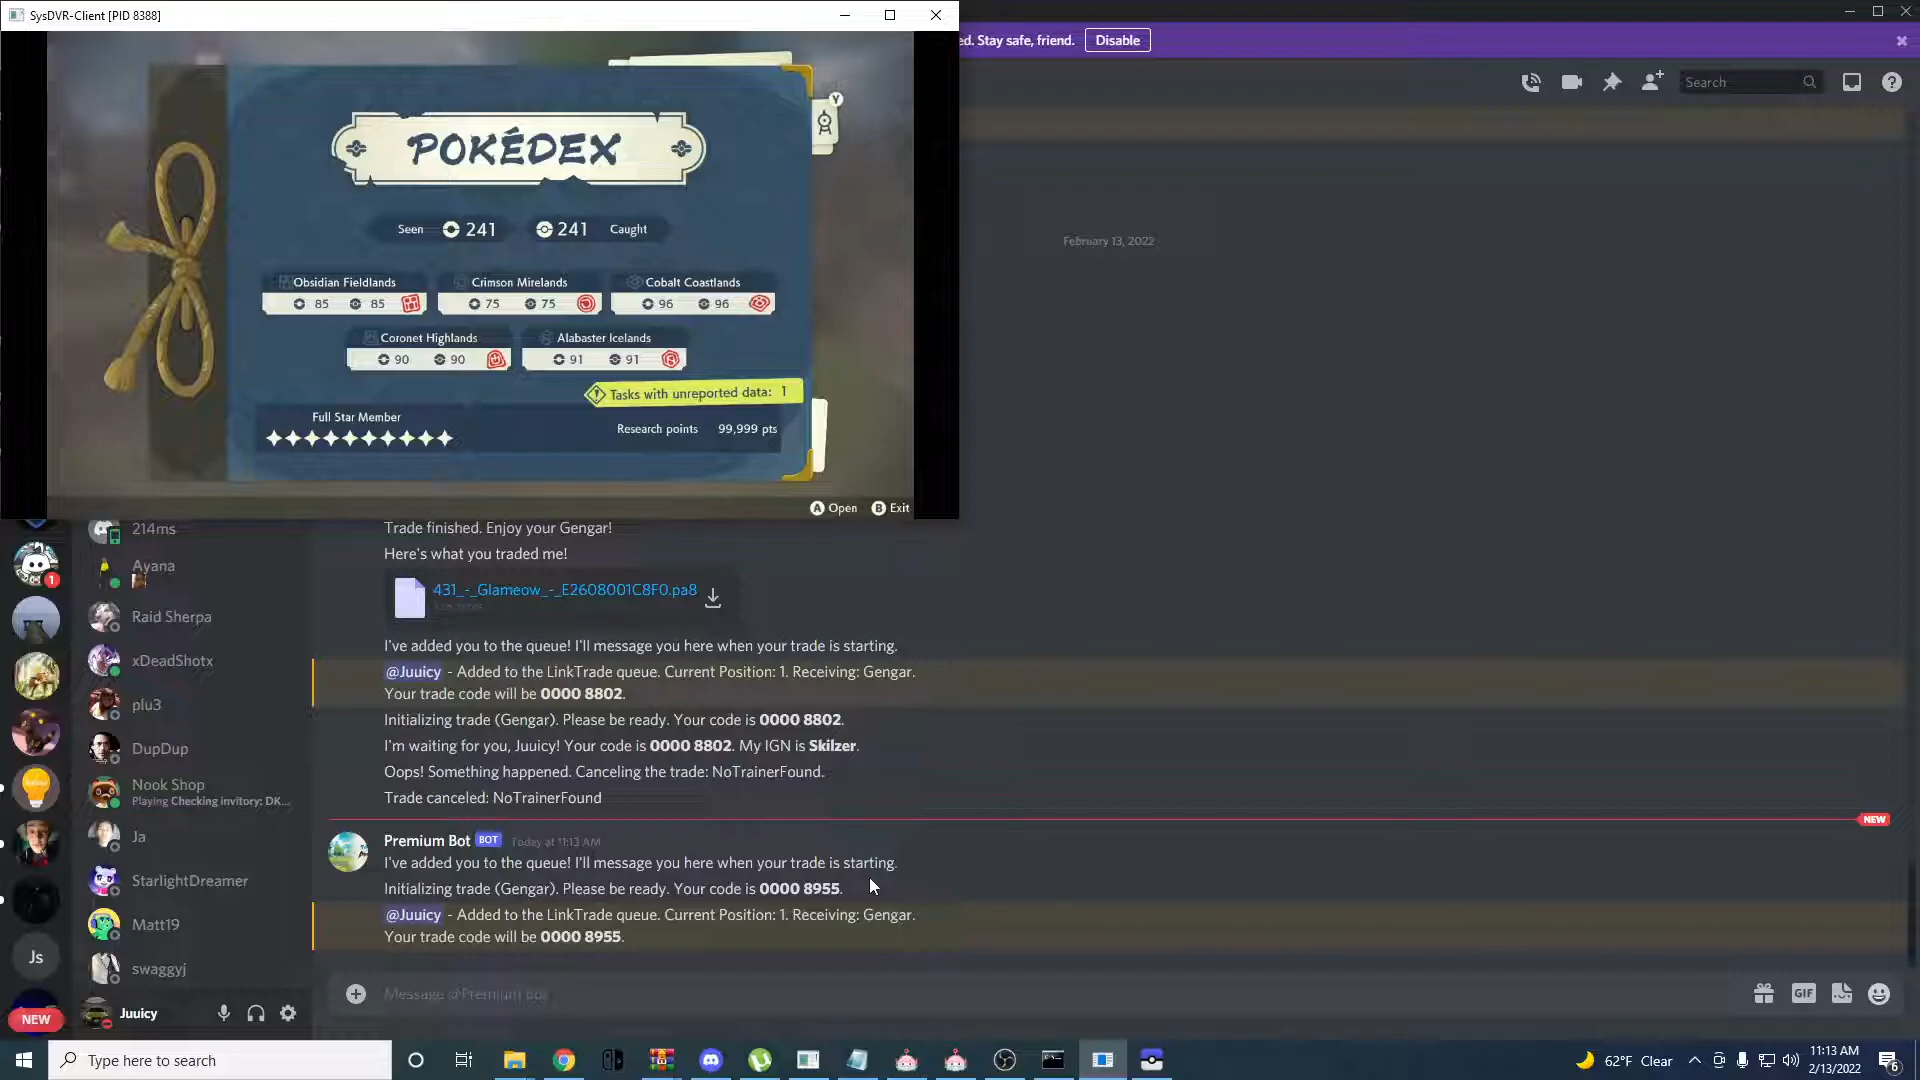 SysDVR-Client [PID 8388]
ed. Stay safe, friend.
Disable
Search
POKÉDEX
Y
Seen 241 241 Caught
Obsidian Fieldlands
85 85
Crimson Mirelands
75 75
Cobalt Coastlands
96 96
Coronet Highlands
90 90
Alabaster Icelands
91 91
Tasks with unreported data: 1
Full Star Member
Research points 99,999 pts
A Open B Exit
February 13, 2022
214ms
Ayana
Raid Sherpa
xDeadShotx
plu3
DupDup
Nook Shop
Playing Checking invitory: DK...
Ja
StarlightDreamer
Matt19
swaggyj
1
Js
NEW
Juuicy
Trade finished. Enjoy your Gengar!
Here's what you traded me!
431_-_Glameow_-_E2608001C8F0.pa8
I've added you to the queue! I'll message you here when your trade is starting.
@Juuicy - Added to the LinkTrade queue. Current Position: 1. Receiving: Gengar.
Your trade code will be 0000 8802.
Initializing trade (Gengar). Please be ready. Your code is 0000 8802.
I'm waiting for you, Juuicy! Your code is 0000 8802. My IGN is Skilzer.
Oops! Something happened. Canceling the trade: NoTrainerFound.
Trade canceled: NoTrainerFound
NEW
Premium Bot BOT Today at 11:13 AM
I've added you to the queue! I'll message you here when your trade is starting.
Initializing trade (Gengar). Please be ready. Your code is 0000 8955.
@Juuicy - Added to the LinkTrade queue. Current Position: 1. Receiving: Gengar.
Your trade code will be 0000 8955.
Message @Premium Bot
GIF
Type here to search
62°F Clear
11:13 AM
2/13/2022
6